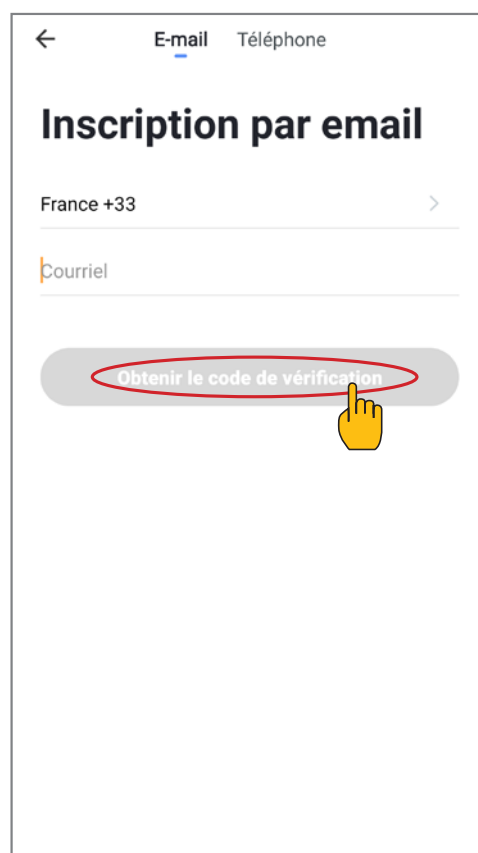 E-mail Téléphone
Inscription par email
France +33
Courriel
Obtenir le code de vérification